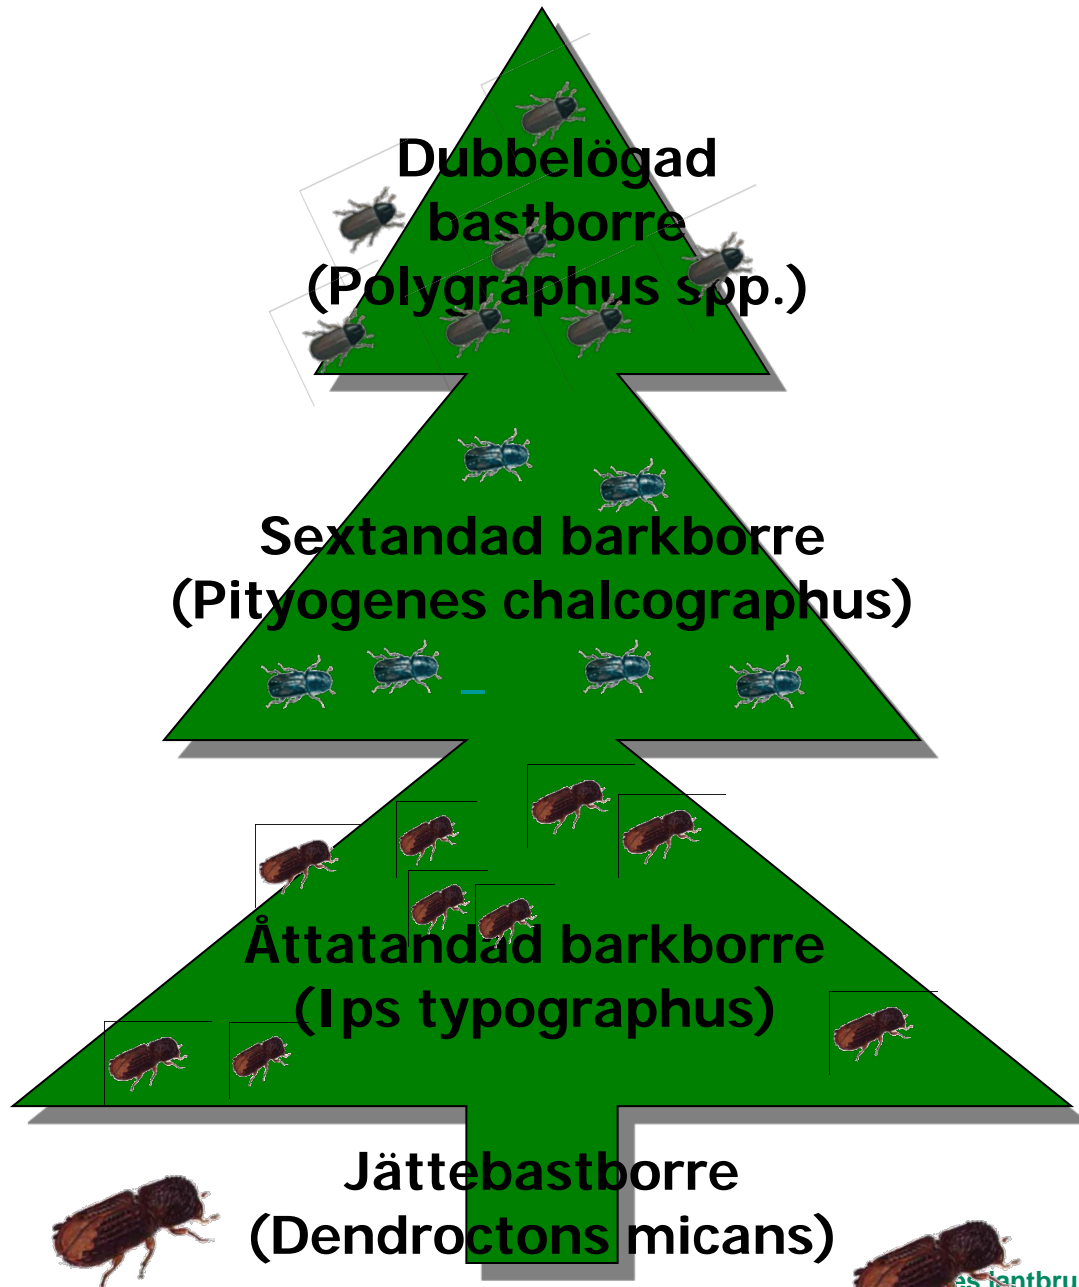 Dubbelögad
bastborre
(Polygraphus spp.)
Sextandad barkborre
(Pityogenes chalcographus)
Åttatandad barkborre
(Ips typographus)
Jättebastborre
(Dendroctons micans)